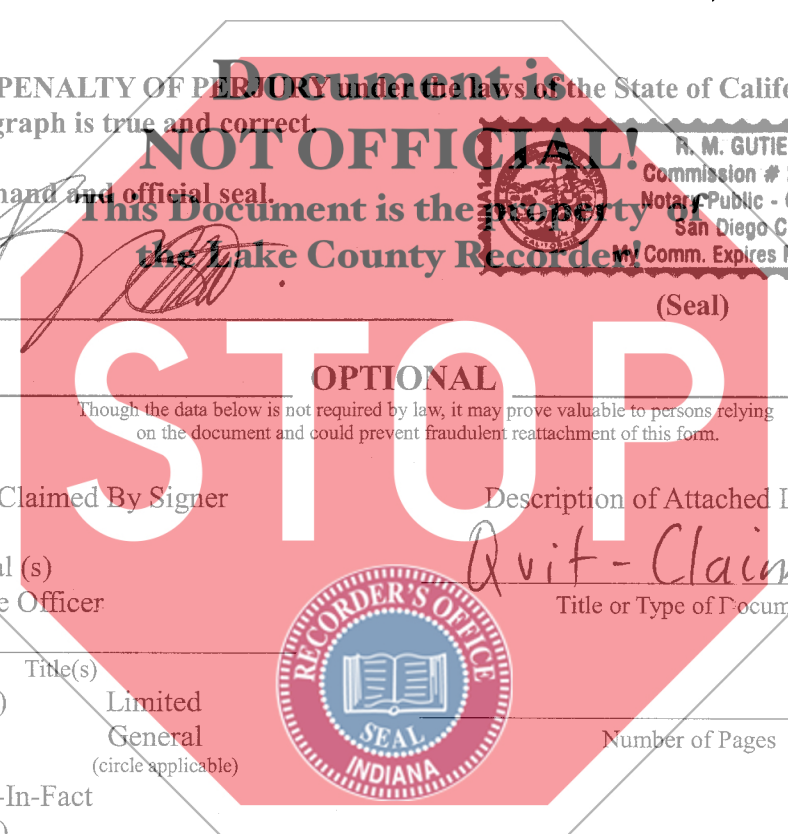 Document is
PENALTY OF PERJURY under the laws of the State of Califo
graph is true and correct.
NOT OFFICIAL!
R. M. GUTIE
Commission #
hand and official seal.
This Document is the property of
Notary Public -
San Diego C
the Lake County Recorder!
My Comm. Expires
(Seal)
STOP
OPTIONAL
Though the data below is not required by law, it may prove valuable to persons relying
on the document and could prevent fraudulent reattachment of this form.
Claimed By Signer
Description of Attached
Quit-Claim
al (s)
e Officer
Title or Type of Docum
Title(s)
Limited
General
(circle applicable)
Number of Pages
-In-Fact
RECORDER'S OFFICE
SEAL
INDIANA